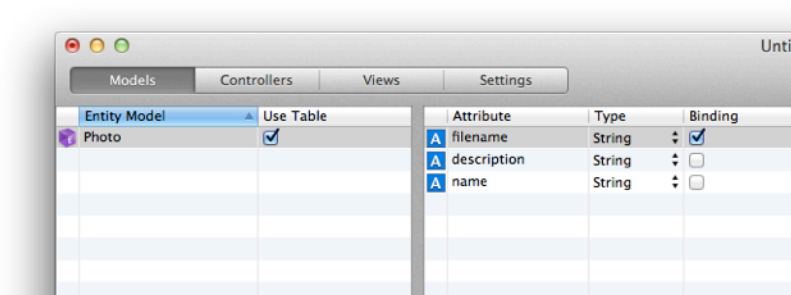 Unti
Models Controllers Views Settings
Entity Model Use Table Attribute Type Binding
Photo A filename String
A description String
A name String